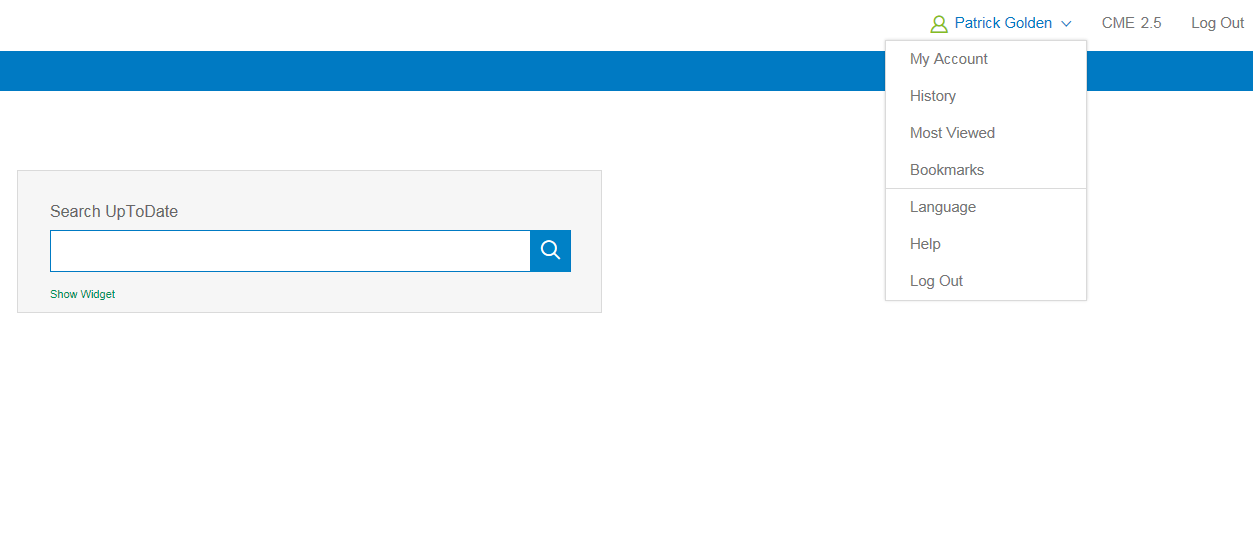 Patrick Golden CME 2.5 Log Out
My Account
History
Most Viewed
Bookmarks
Language
Help
Log Out
Search UpToDate
Show Widget